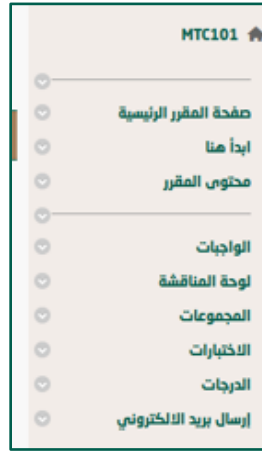 MTC101
صفحة المقرر الرئيسية
ابدأ هنا
محتوى المقرر
الواجبات
لوحة المناقشة
المجموعات
الاختبارات
الدرجات
إرسال بريد الالكتروني